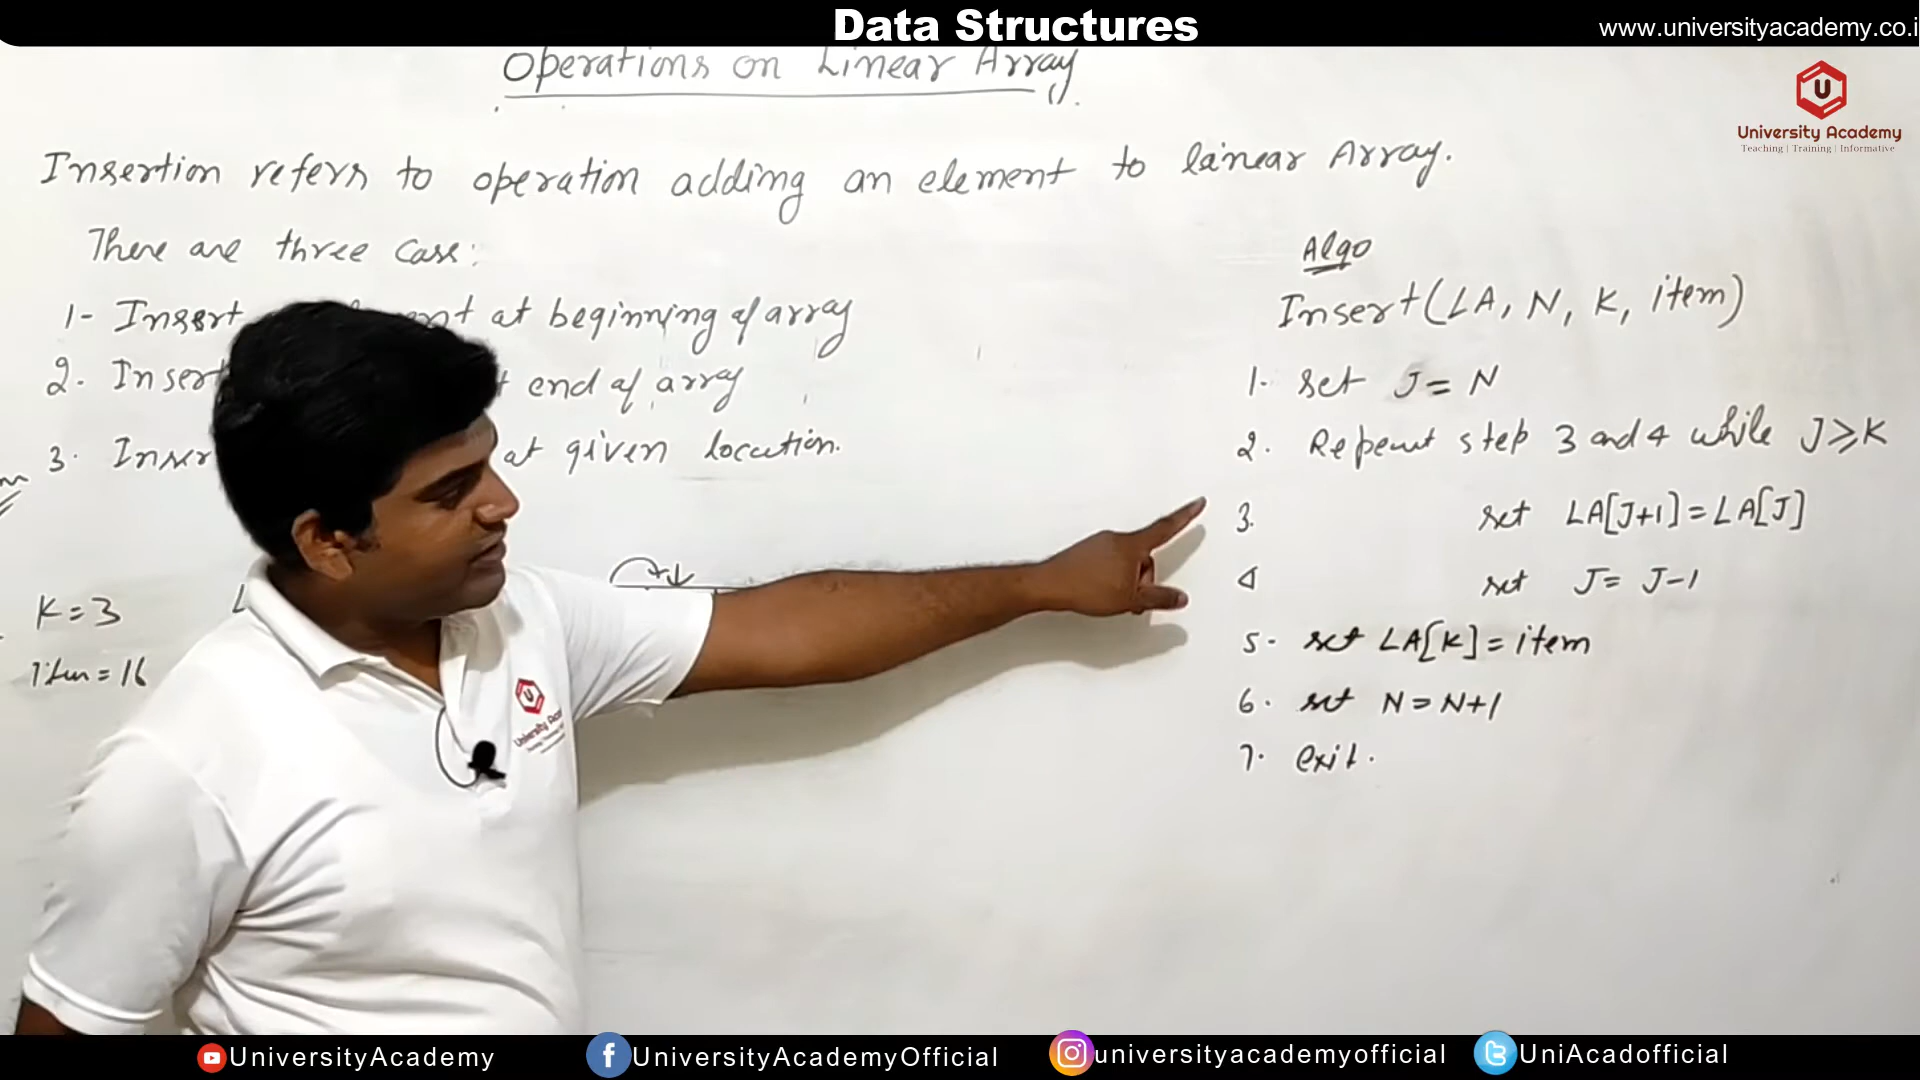 Data Structures
www.universityacademy.co.i
Operations on Linear Array
University Academy
Teaching | Training | Informative
Insertion refers to operation adding an element to linear Array.
There are three case:
1- Insert at beginning of array
2. Insert end of array
3. Inser at given location.
K = 3
Item = 16
Algo
Insert(LA, N, K, item)
1. set J = N
2. Repeat step 3 and 4 while J ≥ K
3. set LA[J+1] = LA[J]
4 set J = J-1
5- set LA[K] = item
6. set N = N+1
7. exit.
UniversityAcademy
UniversityAcademyOfficial
universityacademyofficial
UniAcadofficial